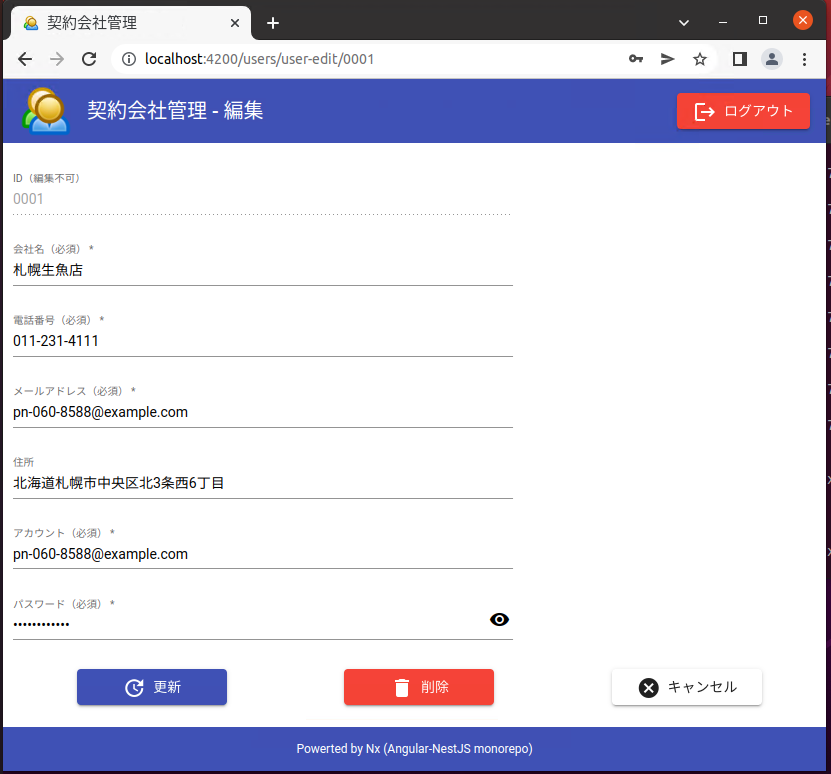 契約会社管理
localhost:4200/users/user-edit/0001
契約会社管理 - 編集
ログアウト
ID（編集不可）
0001
会社名（必須） *
札幌生魚店
電話番号（必須） *
011-231-4111
メールアドレス（必須） *
pn-060-8588@example.com
住所
北海道札幌市中央区北3条西6丁目
アカウント（必須） *
pn-060-8588@example.com
パスワード（必須） *
••••••••••••
更新
削除
キャンセル
Powerted by Nx (Angular-NestJS monorepo)